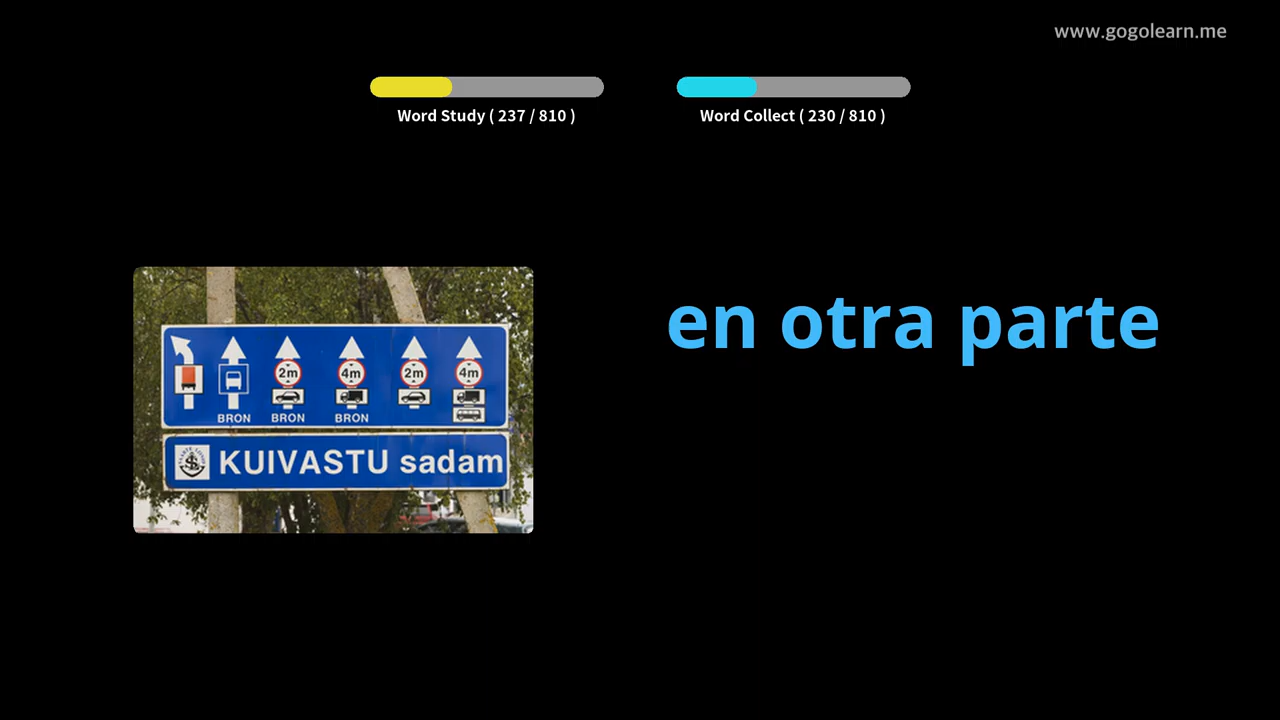 www.gogolearn.me
Word Study ( 237 / 810 )
Word Collect ( 230 / 810 )
en otra parte
2m 4m 2m 4m
BRON BRON BRON
KUIVASTU sadam